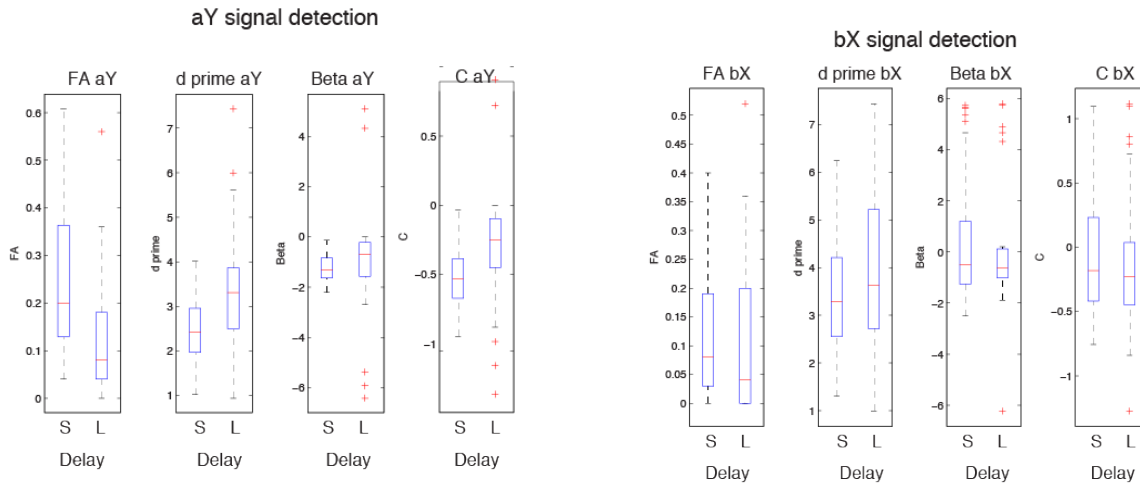 aY signal detection
FA aY
d prime aY
Beta aY
C aY
0.6
0.5
0.4
0.3
0.2
0.1
0
FA
7
6
5
4
3
2
1
d prime
4
2
0
−2
−4
−6
Beta
0.5
0
−0.5
−1
C
S L
S L
S L
S L
Delay
Delay
Delay
Delay
bX signal detection
FA bX
d prime bX
Beta bX
C bX
0.5
0.45
0.4
0.35
0.3
0.25
0.2
0.15
0.1
0.05
0
FA
7
6
5
4
3
2
1
d prime
6
4
2
0
−2
−4
−6
Beta
1
0.5
0
−0.5
−1
C
S L
S L
S L
S L
Delay
Delay
Delay
Delay